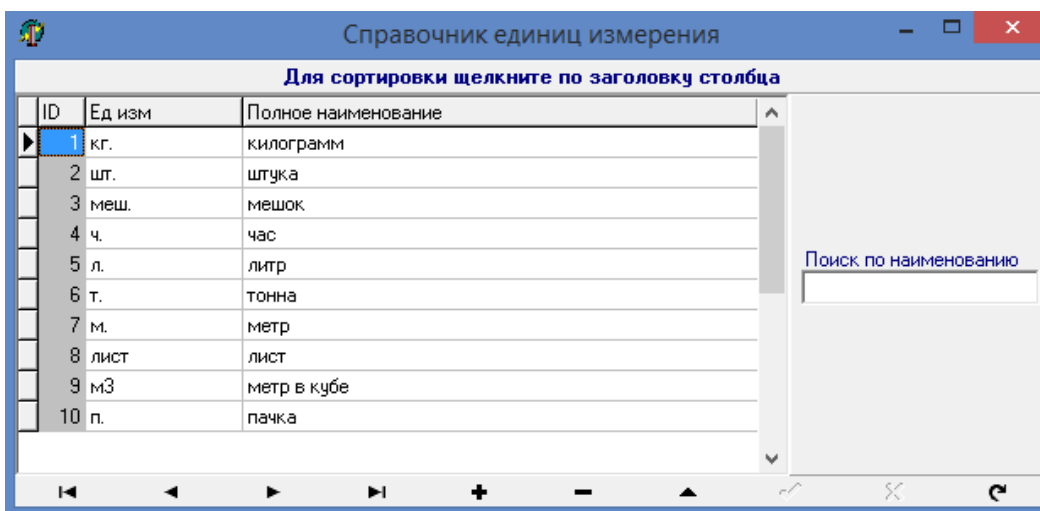 Справочник единиц измерения
Для сортировки щелкните по заголовку столбца
ID Ед изм Полное наименование
1 кг. килограмм
2 шт. штука
3 меш. мешок
4 ч. час
5 л. литр
6 т. тонна
7 м. метр
8 лист лист
9 м3 метр в кубе
10 п. пачка
Поиск по наименованию